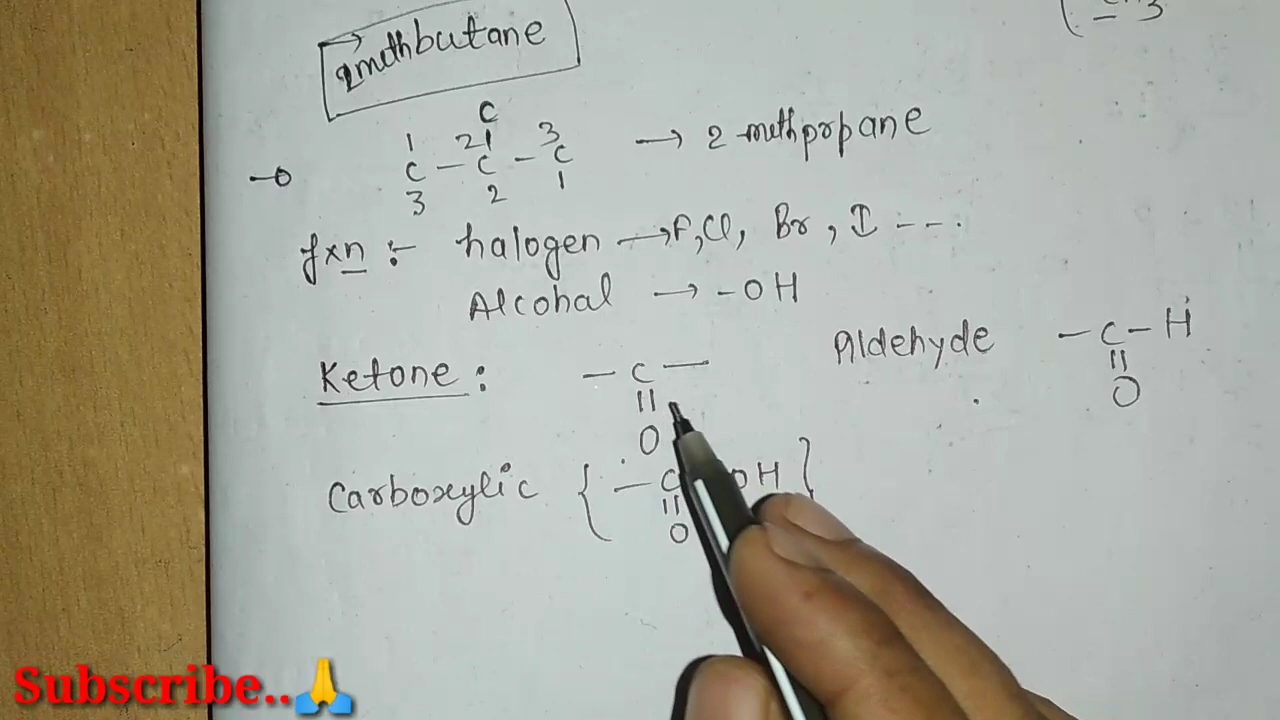 2methbutane
CH3
C
1 2 3
→ C - C - C → 2 methpropane
3 2 1
fxn :- halogen → F, Cl, Br, I ---.
Alcohal → -OH
Ketone : - C - Aldehyde - C - H
|| ||
O O
Carboxylic { - C OH }
||
O
Subscribe..🙏